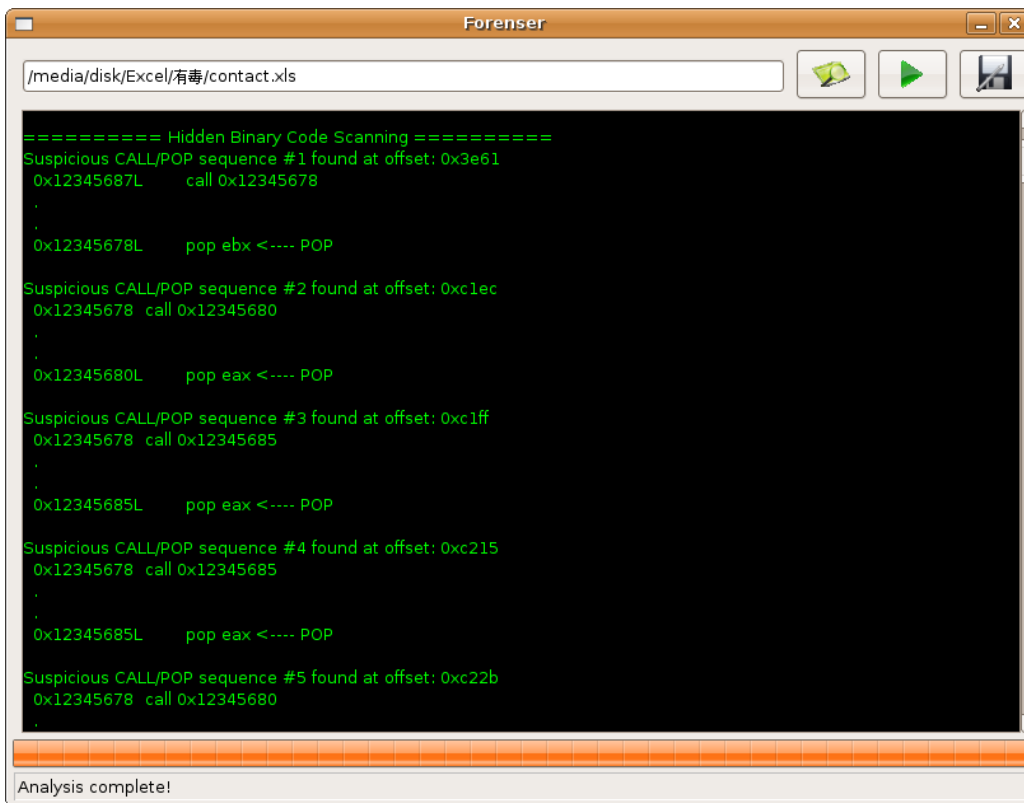 Forenser
/media/disk/Excel/有毒/contact.xls
========== Hidden Binary Code Scanning ==========
Suspicious CALL/POP sequence #1 found at offset: 0x3e61
0x12345687L call 0x12345678
.
.
0x12345678L pop ebx <---- POP
Suspicious CALL/POP sequence #2 found at offset: 0xc1ec
0x12345678 call 0x12345680
.
.
0x12345680L pop eax <---- POP
Suspicious CALL/POP sequence #3 found at offset: 0xc1ff
0x12345678 call 0x12345685
.
.
0x12345685L pop eax <---- POP
Suspicious CALL/POP sequence #4 found at offset: 0xc215
0x12345678 call 0x12345685
.
.
0x12345685L pop eax <---- POP
Suspicious CALL/POP sequence #5 found at offset: 0xc22b
0x12345678 call 0x12345680
.
Analysis complete!